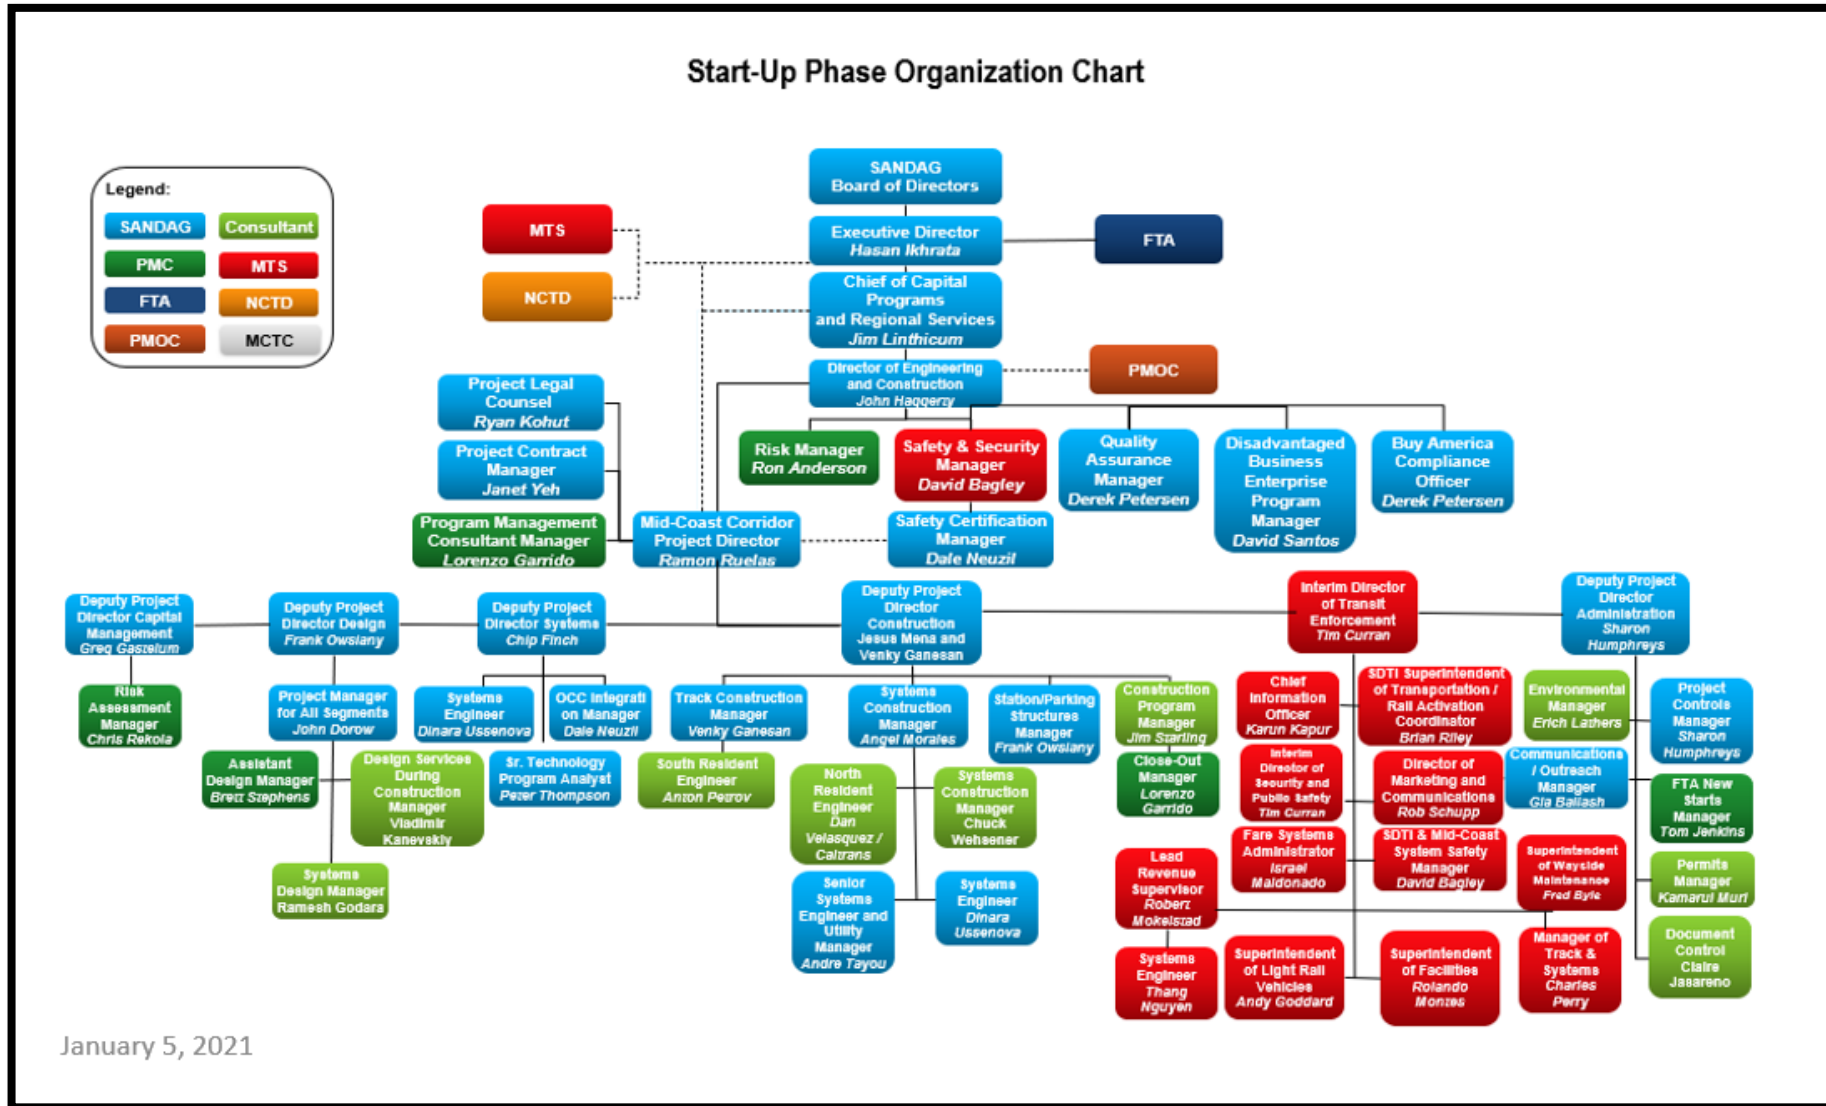 Start-Up Phase Organization Chart
Legend:
SANDAG
Consultant
PMC
MTS
FTA
NCTD
PMOC
MCTC
SANDAG
Board of Directors
MTS
Executive Director
Hasan Ikhrata
FTA
NCTD
Chief of Capital
Programs
and Regional Services
Jim Linthicum
Director of Engineering
and Construction
John Haggerty
PMOC
Project Legal
Counsel
Ryan Kohut
Project Contract
Manager
Janet Yeh
Program Management
Consultant Manager
Lorenzo Garrido
Mid-Coast Corridor
Project Director
Ramon Ruelas
Risk Manager
Ron Anderson
Safety & Security
Manager
David Bagley
Safety Certification
Manager
Dale Neuzil
Quality
Assurance
Manager
Derek Petersen
Disadvantaged
Business
Enterprise
Program
Manager
David Santos
Buy America
Compliance
Officer
Derek Petersen
Deputy Project
Director Capital
Management
Greg Gastelum
Deputy Project
Director Design
Frank Owsiany
Deputy Project
Director Systems
Chip Finch
Deputy Project
Director
Construction
Jesus Mena and
Venky Ganesan
Interim Director
of Transit
Enforcement
Tim Curran
Deputy Project
Director
Administration
Sharon
Humphreys
Risk
Assessment
Manager
Chris Rekola
Project Manager
for All Segments
John Dorow
Systems
Engineer
Dinara Ussenova
OCC Integrati
on Manager
Dale Neuzil
Track Construction
Manager
Venky Ganesan
Systems
Construction
Manager
Angel Morales
Station/Parking
Structures
Manager
Frank Owsiany
Construction
Program
Manager
Jim Starling
Chief
Information
Officer
Karun Kapur
SDTI Superintendent
of Transportation /
Rail Activation
Coordinator
Brian Riley
Environmental
Manager
Erich Lathers
Project
Controls
Manager
Sharon
Humphreys
Assistant
Design Manager
Brett Stephens
Design Services
During
Construction
Manager
Vladimir
Kanevskiy
Sr. Technology
Program Analyst
Peter Thompson
South Resident
Engineer
Anton Petrov
North
Resident
Engineer
Dan
Velasquez /
Caltrans
Systems
Construction
Manager
Chuck
Wehsener
Close-Out
Manager
Lorenzo
Garrido
Interim
Director of
Security and
Public Safety
Tim Curran
Director of
Marketing and
Communications
Rob Schupp
Communications
/ Outreach
Manager
Gia Ballash
FTA New
Starts
Manager
Tom Jenkins
Systems
Design Manager
Ramesh Godara
Senior
Systems
Engineer and
Utility
Manager
Andre Tayou
Systems
Engineer
Dinara
Ussenova
Lead
Revenue
Supervisor
Robert
Mokelstad
Fare Systems
Administrator
Israel
Maldonado
SDTI & Mid-Coast
System Safety
Manager
David Bagley
Superintendent
of Wayside
Maintenance
Fred Byle
Permits
Manager
Kamarul Muri
Systems
Engineer
Thang
Nguyen
Superintendent
of Light Rail
Vehicles
Andy Goddard
Superintendent
of Facilities
Rolando
Montes
Manager of
Track &
Systems
Charles
Perry
Document
Control
Claire
Jasareno
January 5, 2021